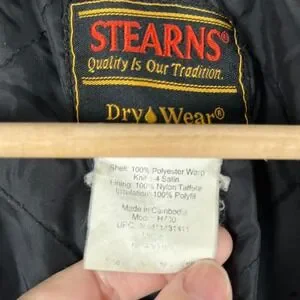 STEARNS®
Quality Is Our Tradition.
Dry Wear®
Shell: 100% Polyester Warp
Knit 4 Satin
Lining: 100% Nylon Taffeta
Insulation: 100% Polyfil
Made in Cambodia